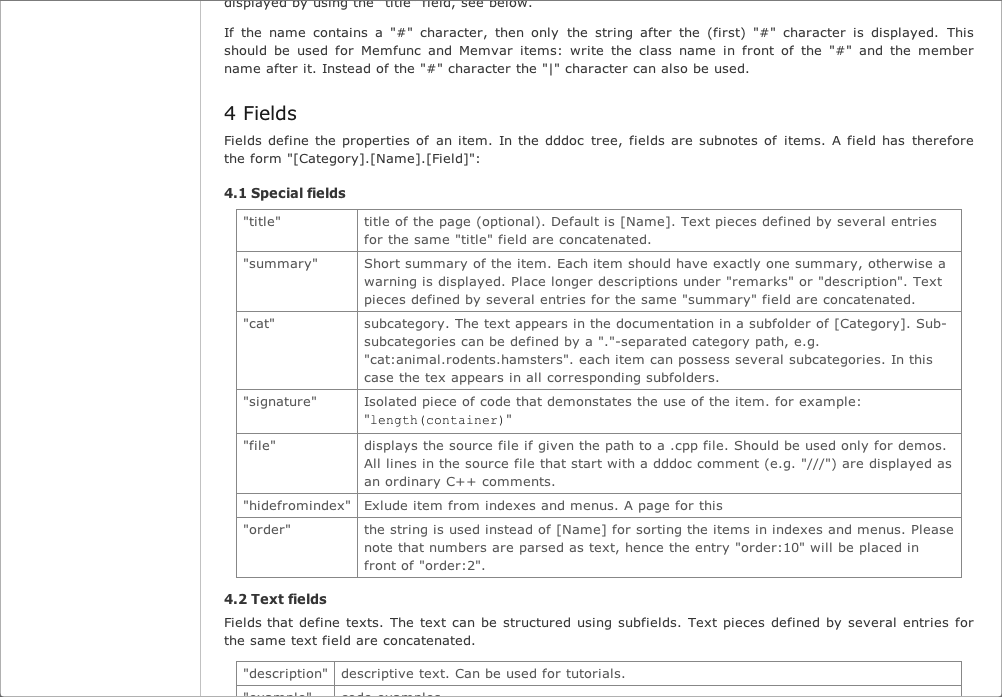 displayed by using the "title" field, see below.
If the name contains a "#" character, then only the string after the (first) "#" character is displayed. This
should be used for Memfunc and Memvar items: write the class name in front of the "#" and the member
name after it. Instead of the "#" character the "|" character can also be used.
4 Fields
Fields define the properties of an item. In the dddoc tree, fields are subnotes of items. A field has therefore
the form "[Category].[Name].[Field]":
4.1 Special fields
"title" title of the page (optional). Default is [Name]. Text pieces defined by several entries
for the same "title" field are concatenated.
"summary" Short summary of the item. Each item should have exactly one summary, otherwise a
warning is displayed. Place longer descriptions under "remarks" or "description". Text
pieces defined by several entries for the same "summary" field are concatenated.
"cat" subcategory. The text appears in the documentation in a subfolder of [Category]. Sub-
subcategories can be defined by a "."-separated category path, e.g.
"cat:animal.rodents.hamsters". each item can possess several subcategories. In this
case the tex appears in all corresponding subfolders.
"signature" Isolated piece of code that demonstates the use of the item. for example:
"length(container)"
"file" displays the source file if given the path to a .cpp file. Should be used only for demos.
All lines in the source file that start with a dddoc comment (e.g. "///") are displayed as
an ordinary C++ comments.
"hidefromindex" Exlude item from indexes and menus. A page for this
"order" the string is used instead of [Name] for sorting the items in indexes and menus. Please
note that numbers are parsed as text, hence the entry "order:10" will be placed in
front of "order:2".
4.2 Text fields
Fields that define texts. The text can be structured using subfields. Text pieces defined by several entries for
the same text field are concatenated.
"description" descriptive text. Can be used for tutorials.
"example" code examples